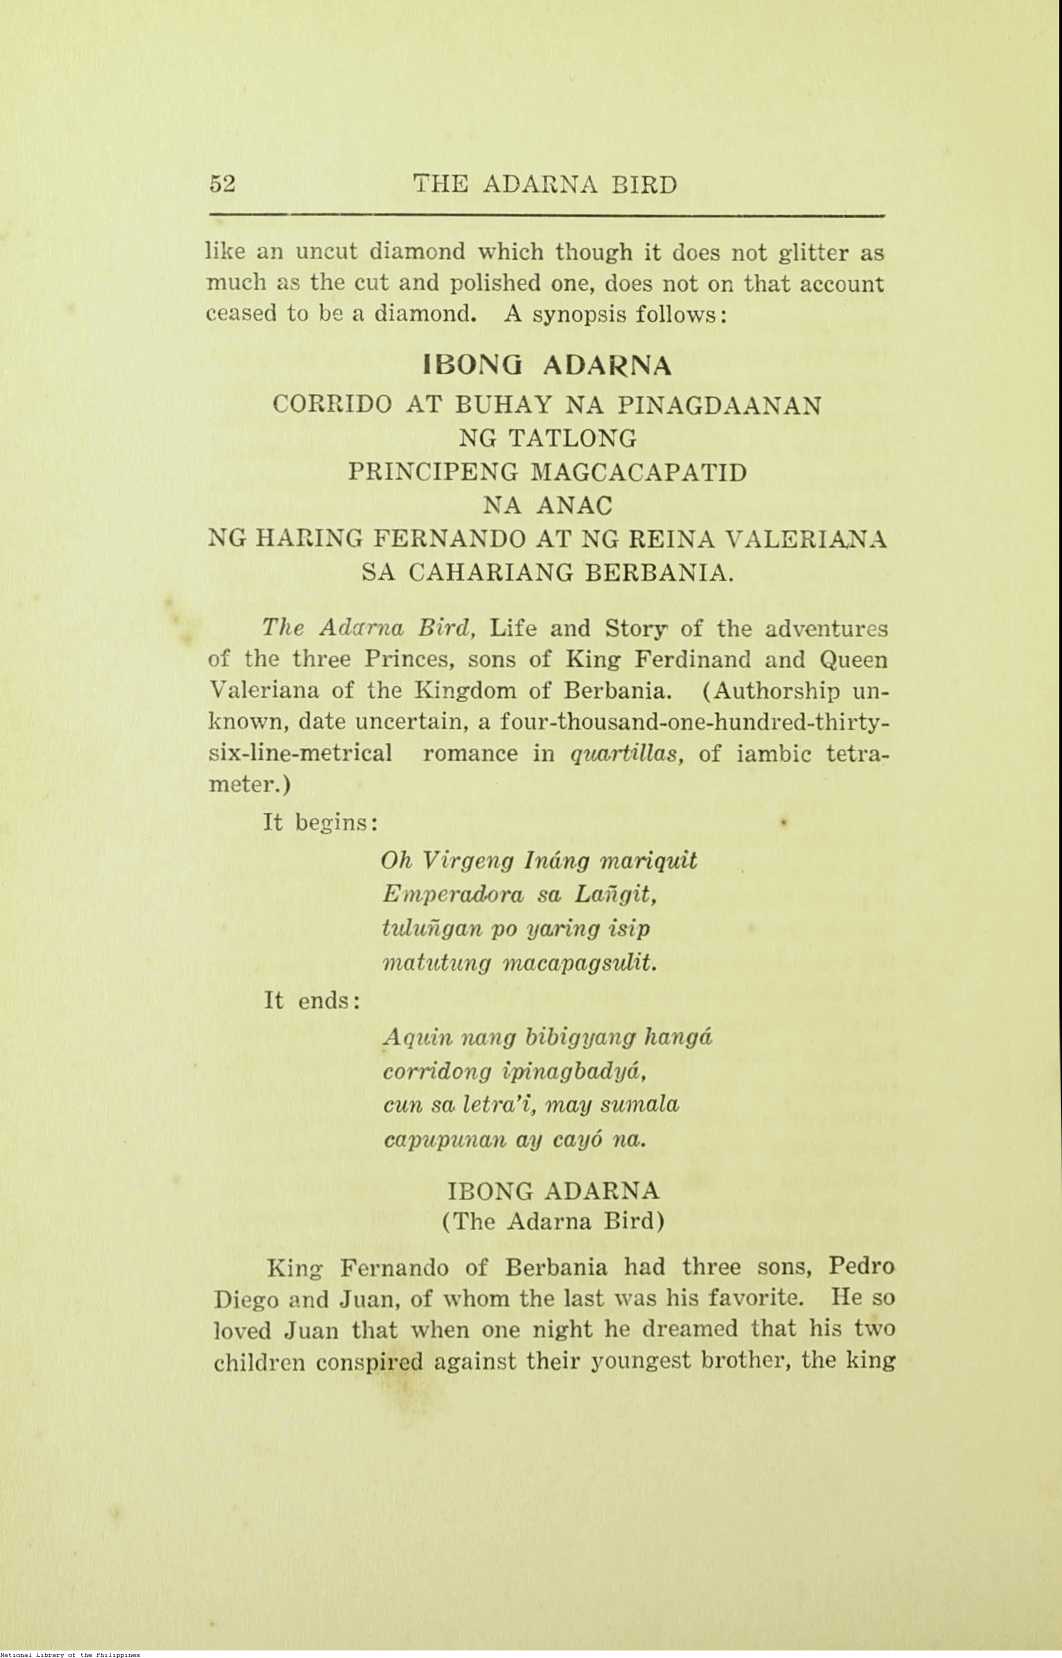 52 THE ADARNA BIRD
like an uncut diamond which though it does not glitter as
much as the cut and polished one, does not on that account
ceased to be a diamond. A synopsis follows:
IBONG ADARNA
CORRIDO AT BUHAY NA PINAGDAANAN
NG TATLONG
PRINCIPENG MAGCACAPATID
NA ANAC
NG HARING FERNANDO AT NG REINA VALERIANA
SA CAHARIANG BERBANIA.
The Adarna Bird, Life and Story of the adventures
of the three Princes, sons of King Ferdinand and Queen
Valeriana of the Kingdom of Berbania. (Authorship un-
known, date uncertain, a four-thousand-one-hundred-thirty-
six-line-metrical romance in quartillas, of iambic tetra-
meter.)
It begins:
Oh Virgeng Ináng mariquit
Emperadora sa Lañgit,
tuluñgan po yaring isip
matutung macapagsulit.
It ends:
Aquin nang bibigyang hangá
corridong ipinagbadyá,
cun sa letra'i, may sumala
capupunan ay cayó na.
IBONG ADARNA
(The Adarna Bird)
King Fernando of Berbania had three sons, Pedro
Diego and Juan, of whom the last was his favorite. He so
loved Juan that when one night he dreamed that his two
children conspired against their youngest brother, the king
National Library of the Philippines